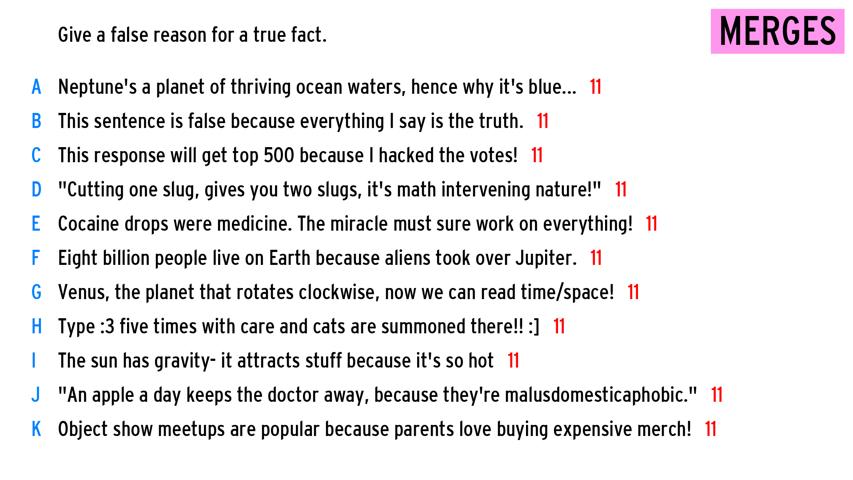 Give a false reason for a true fact.
MERGES
A Neptune's a planet of thriving ocean waters, hence why it's blue... 11
B This sentence is false because everything I say is the truth. 11
C This response will get top 500 because I hacked the votes! 11
D "Cutting one slug, gives you two slugs, it's math intervening nature!" 11
E Cocaine drops were medicine. The miracle must sure work on everything! 11
F Eight billion people live on Earth because aliens took over Jupiter. 11
G Venus, the planet that rotates clockwise, now we can read time/space! 11
H Type :3 five times with care and cats are summoned there!! :] 11
I The sun has gravity- it attracts stuff because it's so hot 11
J "An apple a day keeps the doctor away, because they're malusdomesticaphobic." 11
K Object show meetups are popular because parents love buying expensive merch! 11